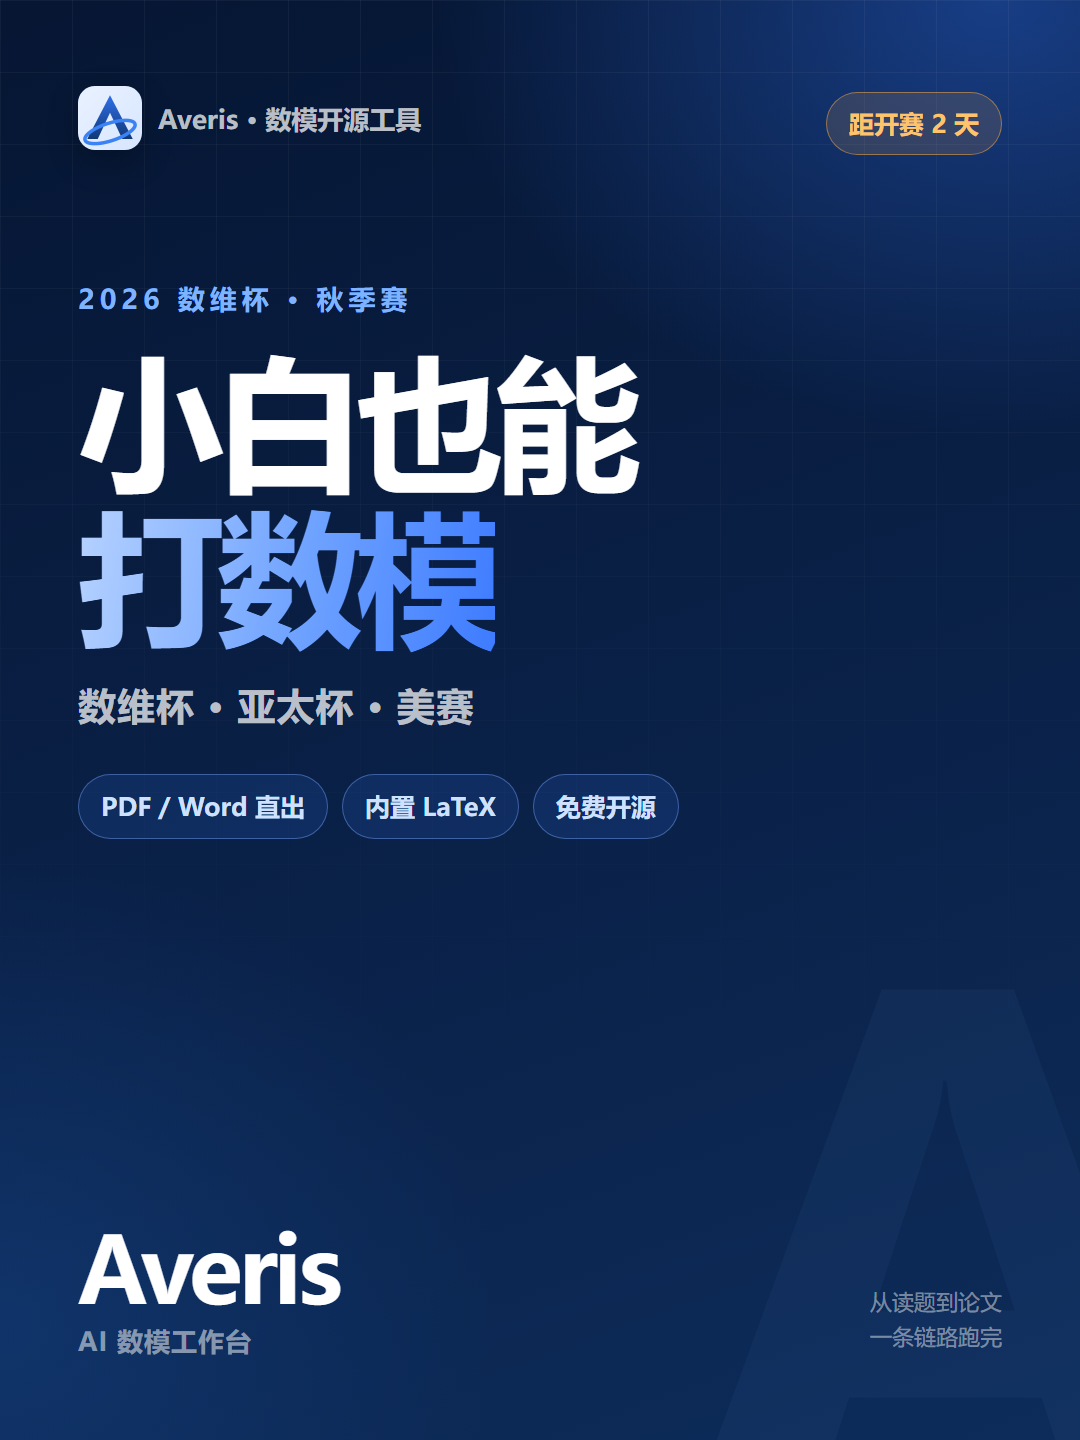 Averis · 数模开源工具
距开赛 2 天
2026 数维杯 · 秋季赛
小白也能
打数模
数维杯 · 亚太杯 · 美赛
PDF / Word 直出
内置 LaTeX
免费开源
Averis
AI 数模工作台
从读题到论文
一条链路跑完